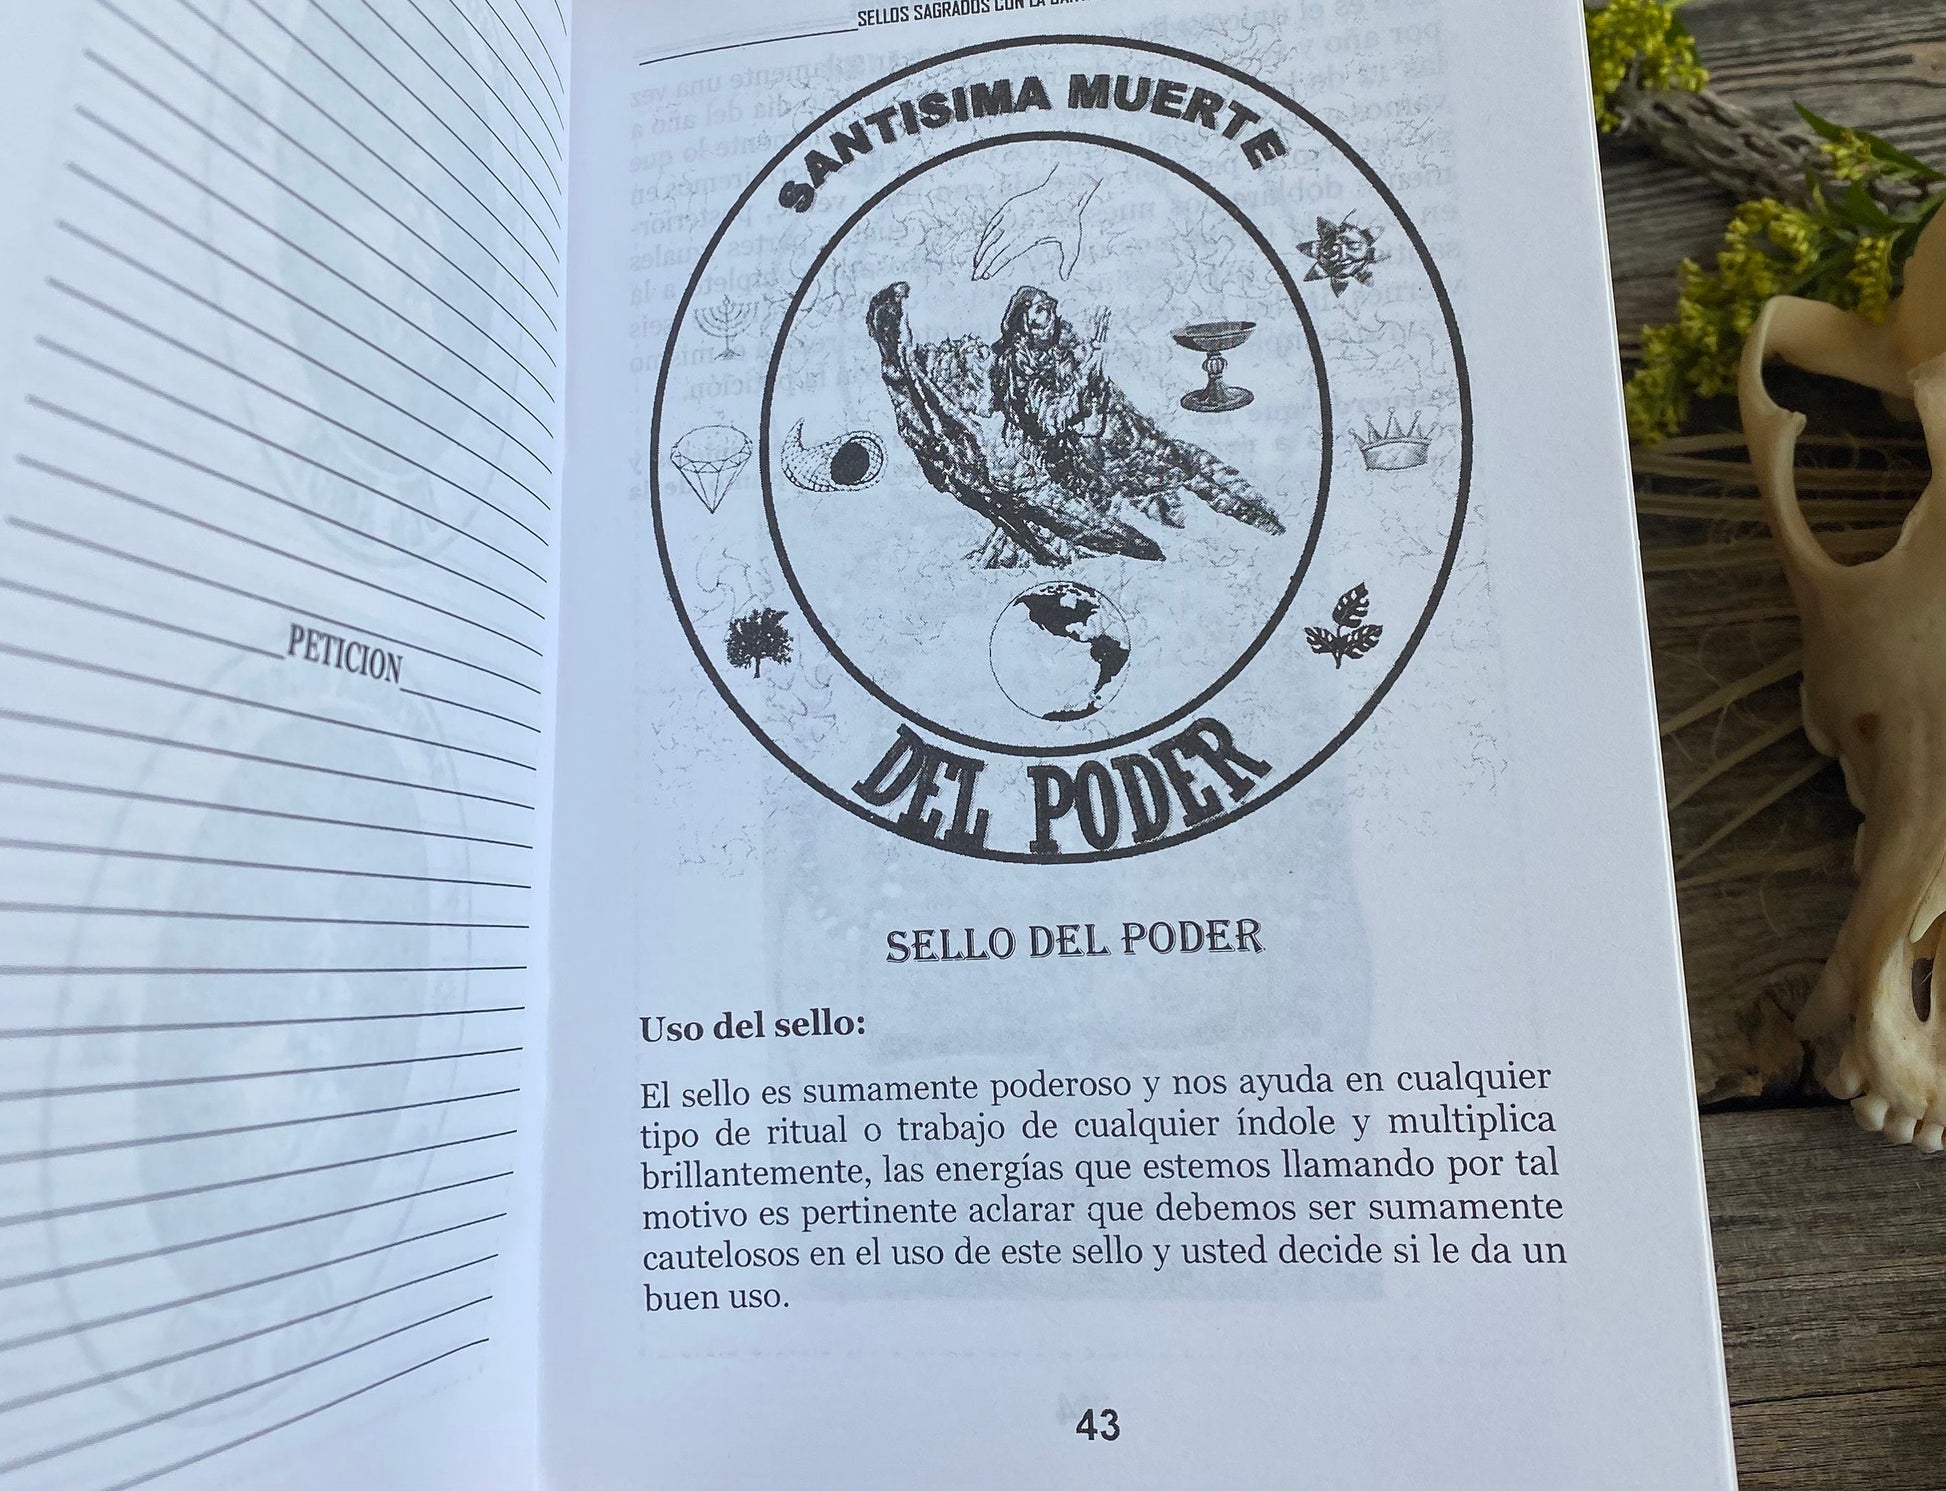 PETICION
SELLOS SAGRADOS CON LA
SANTISIMA MUERTE
DEL PODER
SELLO DEL PODER
Uso del sello:
El sello es sumamente poderoso y nos ayuda en cualquier
tipo de ritual o trabajo de cualquier índole y multiplica
brillantemente, las energías que estemos llamando por tal
motivo es pertinente aclarar que debemos ser sumamente
cautelosos en el uso de este sello y usted decide si le da un
buen uso.
43